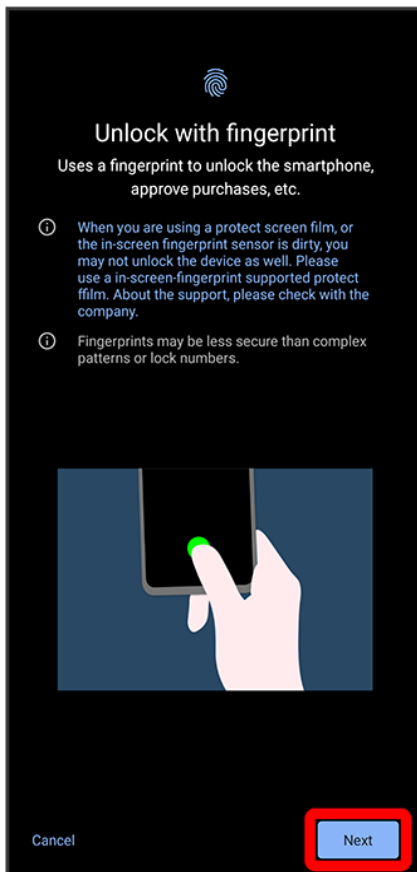 Unlock with fingerprint
Uses a fingerprint to unlock the smartphone,
approve purchases, etc.
When you are using a protect screen film, or
the in-screen fingerprint sensor is dirty, you
may not unlock the device as well. Please
use a in-screen-fingerprint supported protect
ffilm. About the support, please check with the
company.
Fingerprints may be less secure than complex
patterns or lock numbers.
Cancel
Next